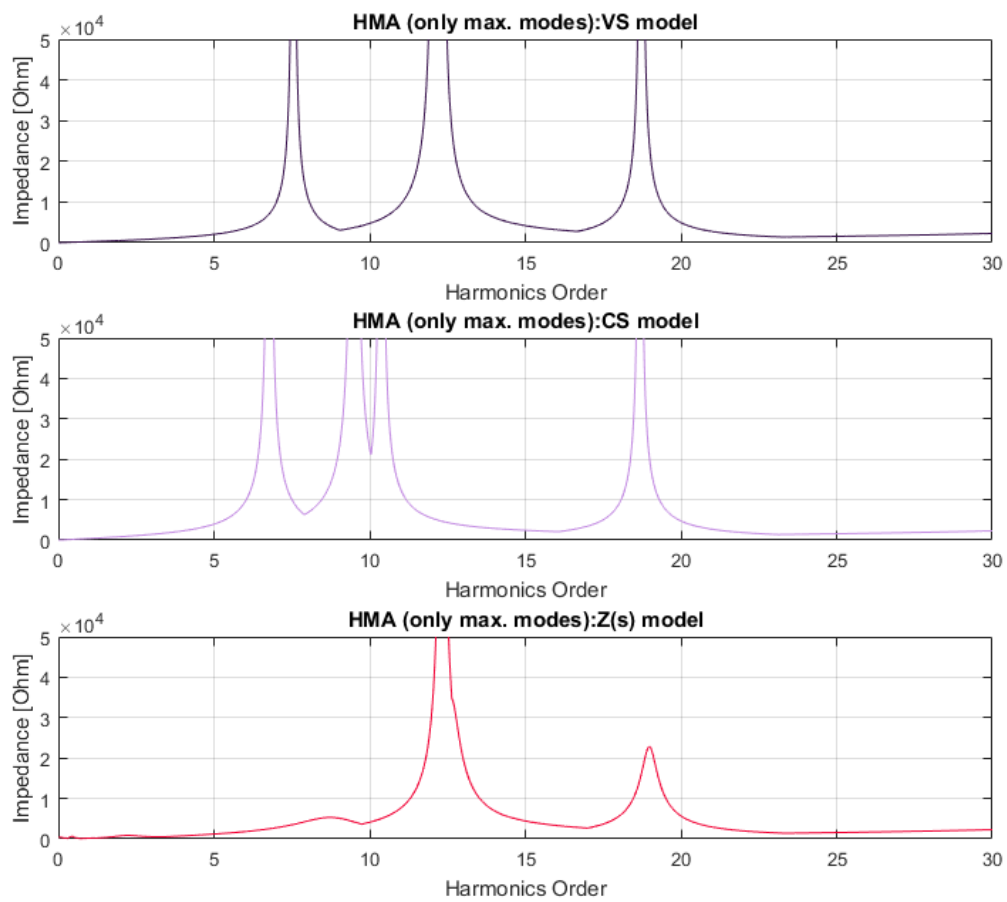 ×10⁴
HMA (only max. modes):VS model
Impedance [Ohm]
5
4
3
2
1
0
0 5 10 15 20 25 30
Harmonics Order
×10⁴
HMA (only max. modes):CS model
Impedance [Ohm]
5
4
3
2
1
0
0 5 10 15 20 25 30
Harmonics Order
×10⁴
HMA (only max. modes):Z(s) model
Impedance [Ohm]
5
4
3
2
1
0
0 5 10 15 20 25 30
Harmonics Order